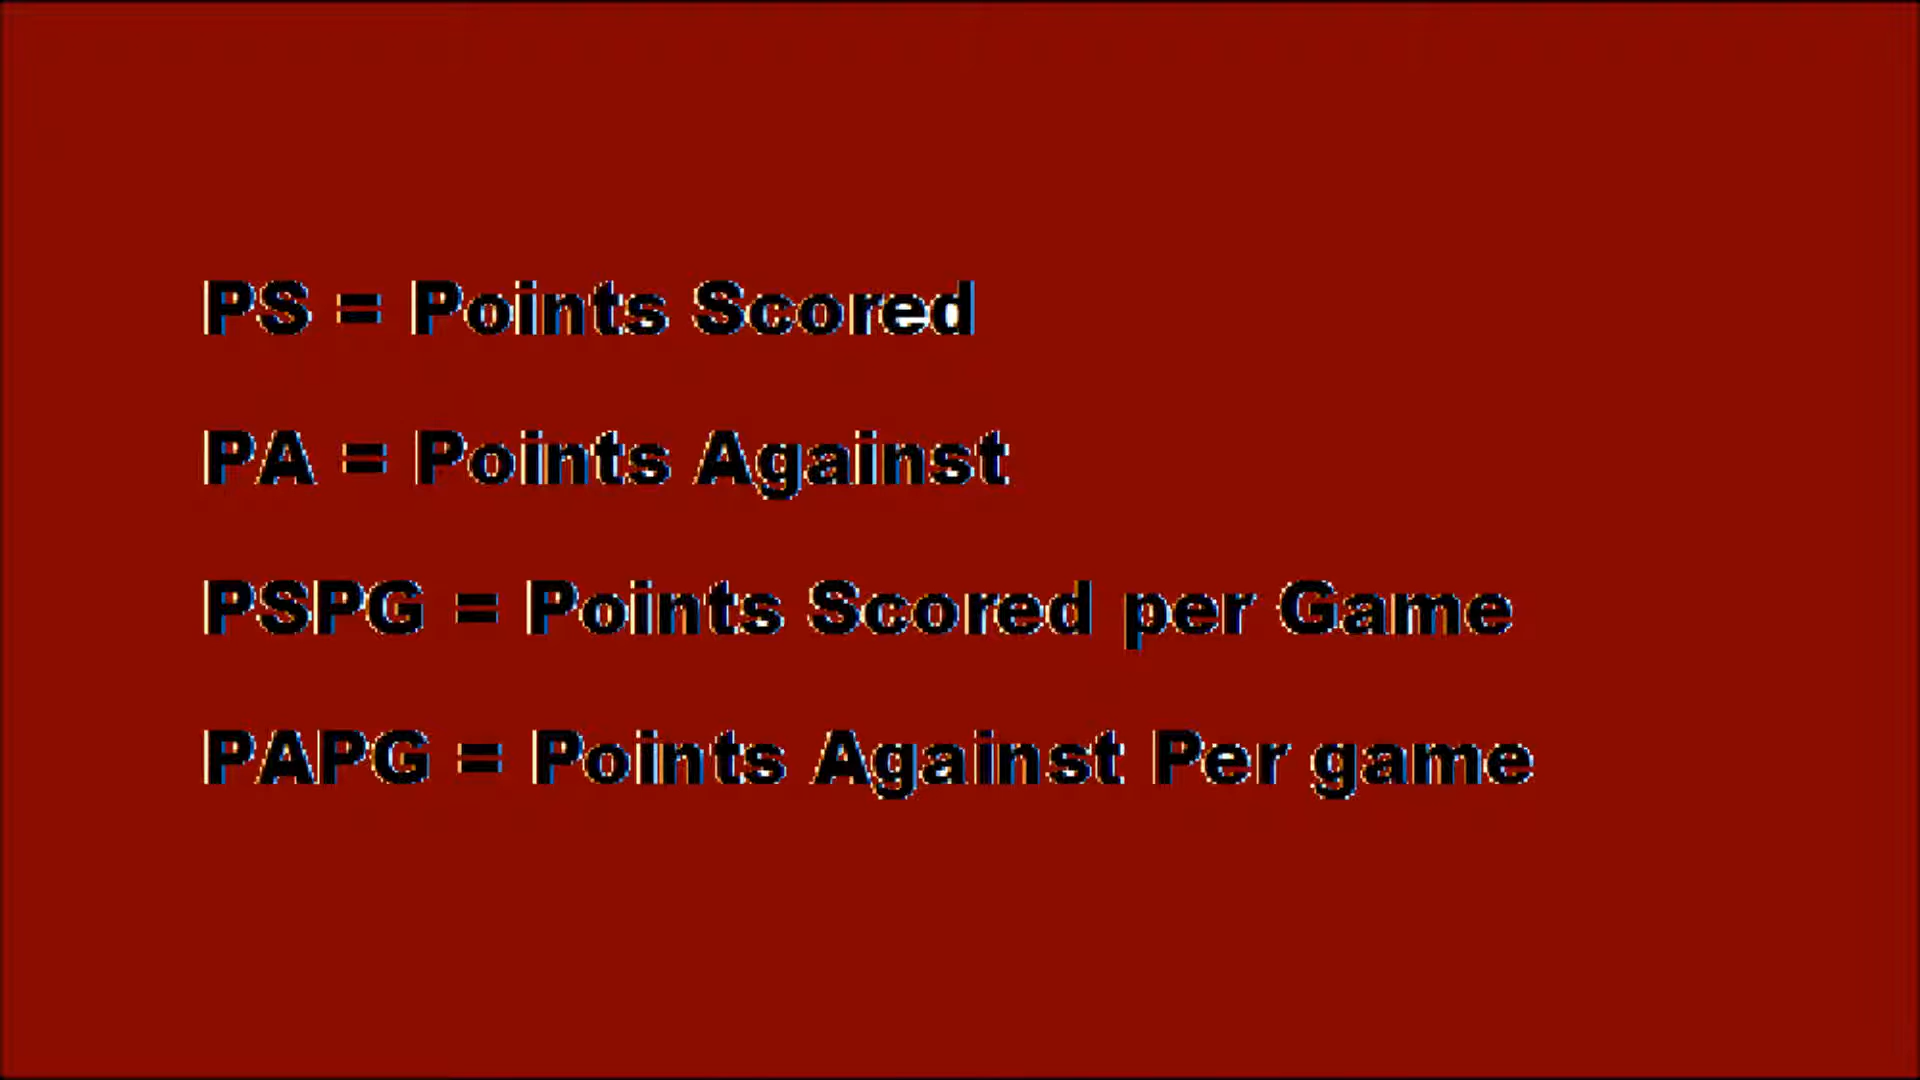 PS = Points Scored
PA = Points Against
PSPG = Points Scored per Game
PAPG = Points Against Per game